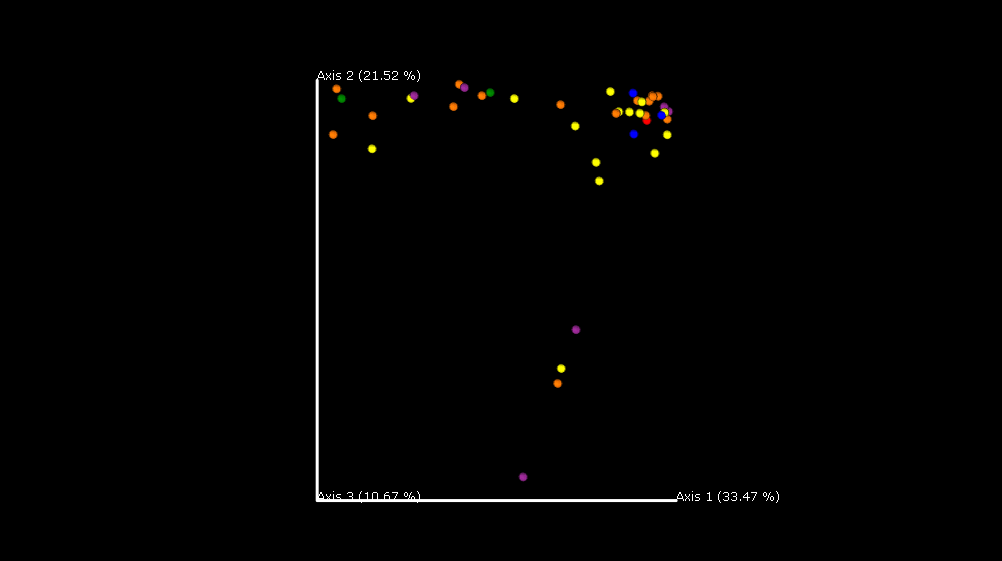 Axis 2 (21.52 %)
Axis 3 (10.67 %)
Axis 1 (33.47 %)